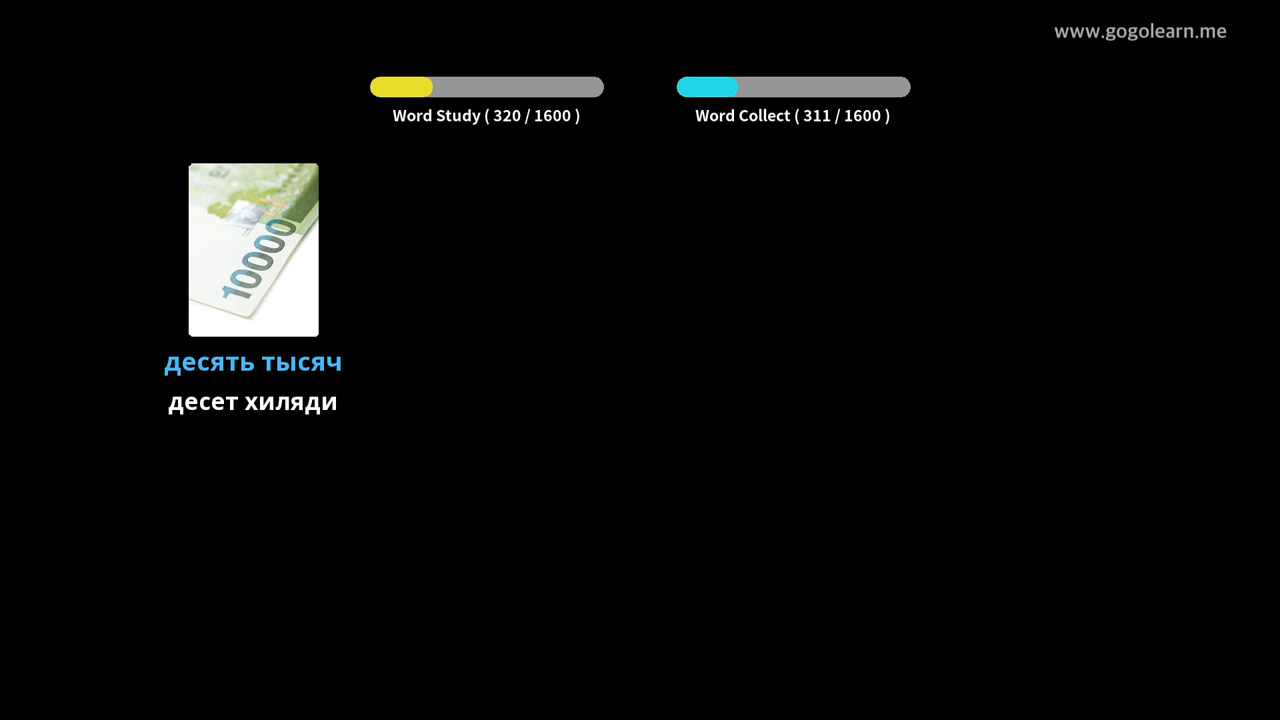 www.gogolearn.me
Word Study ( 320 / 1600 )
Word Collect ( 311 / 1600 )
10000
десять тысяч
десет хиляди